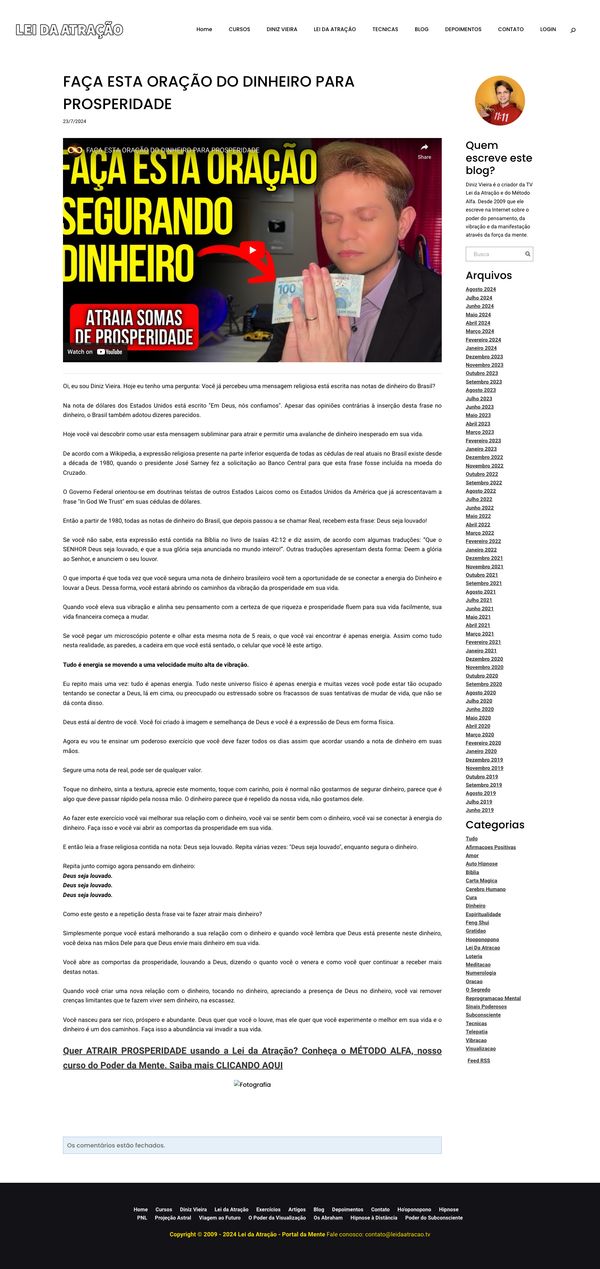 LEI DA ATRAÇÃO
Home CURSOS DINIZ VIEIRA LEI DA ATRAÇÃO TECNICAS BLOG DEPOIMENTOS CONTATO LOGIN
FAÇA ESTA ORAÇÃO DO DINHEIRO PARA
PROSPERIDADE
23/7/2024
FAÇA ESTA ORAÇÃO DO DINHEIRO PARA PROSPERIDADE
Share
FAÇA ESTA ORAÇÃO
SEGURANDO
DINHEIRO
100
ATRAIA SOMAS
DE PROSPERIDADE
Watch on YouTube
Oi, eu sou Diniz Vieira. Hoje eu tenho uma pergunta: Você já percebeu uma mensagem religiosa está escrita nas notas de dinheiro do Brasil?
Na nota de dólares dos Estados Unidos está escrito "Em Deus, nós confiamos". Apesar das opiniões contrárias à inserção desta frase no
dinheiro, o Brasil também adotou dizeres parecidos.
Hoje você vai descobrir como usar esta mensagem subliminar para atrair e permitir uma avalanche de dinheiro inesperado em sua vida.
De acordo com a Wikipedia, a expressão religiosa presente na parte inferior esquerda de todas as cédulas de real atuais no Brasil existe desde
a década de 1980, quando o presidente José Sarney fez a solicitação ao Banco Central para que esta frase fosse incluída na moeda do
Cruzado.
O Governo Federal orientou-se em doutrinas teístas de outros Estados Laicos como os Estados Unidos da América que já acrescentavam a
frase "In God We Trust" em suas cédulas de dólares.
Então a partir de 1980, todas as notas de dinheiro do Brasil, que depois passou a se chamar Real, recebem esta frase: Deus seja louvado!
Se você não sabe, esta expressão está contida na Bíblia no livro de Isaías 42:12 e diz assim, de acordo com algumas traduções: "Que o
SENHOR Deus seja louvado, e que a sua glória seja anunciada no mundo inteiro!". Outras traduções apresentam desta forma: Deem a glória
ao Senhor, e anunciem o seu louvor.
O que importa é que toda vez que você segura uma nota de dinheiro brasileiro você tem a oportunidade de se conectar a energia do Dinheiro e
louvar a Deus. Dessa forma, você estará abrindo os caminhos da vibração da prosperidade em sua vida.
Quando você eleva sua vibração e alinha seu pensamento com a certeza de que riqueza e prosperidade fluem para sua vida facilmente, sua
vida financeira começa a mudar.
Se você pegar um microscópio potente e olhar esta mesma nota de 5 reais, o que você vai encontrar é apenas energia. Assim como tudo
nesta realidade, as paredes, a cadeira em que você está sentado, o celular que você lê este artigo.
Tudo é energia se movendo a uma velocidade muito alta de vibração.
Eu repito mais uma vez: tudo é apenas energia. Tudo neste universo físico é apenas energia e muitas vezes você pode estar tão ocupado
tentando se conectar a Deus, lá em cima, ou preocupado ou estressado sobre os fracassos de suas tentativas de mudar de vida, que não se
dá conta disso.
Deus está aí dentro de você. Você foi criado à imagem e semelhança de Deus e você é a expressão de Deus em forma física.
Agora eu vou te ensinar um poderoso exercício que você deve fazer todos os dias assim que acordar usando a nota de dinheiro em suas
mãos.
Segure uma nota de real, pode ser de qualquer valor.
Toque no dinheiro, sinta a textura, aprecie este momento, toque com carinho, pois é normal não gostarmos de segurar dinheiro, parece que é
algo que deve passar rápido pela nossa mão. O dinheiro parece que é repelido da nossa vida, não gostamos dele.
Ao fazer este exercício você vai melhorar sua relação com o dinheiro, você vai se sentir bem com o dinheiro, você vai se conectar à energia do
dinheiro. Faça isso e você vai abrir as comportas da prosperidade em sua vida.
E então leia a frase religiosa contida na nota: Deus seja louvado. Repita várias vezes: "Deus seja louvado", enquanto segura o dinheiro.
Repita junto comigo agora pensando em dinheiro:
Deus seja louvado.
Deus seja louvado.
Deus seja louvado.
Como este gesto e a repetição desta frase vai te fazer atrair mais dinheiro?
Simplesmente porque você estará melhorando a sua relação com o dinheiro e quando você lembra que Deus está presente neste dinheiro,
você deixa nas mãos Dele para que Deus envie mais dinheiro em sua vida.
Você abre as comportas da prosperidade, louvando a Deus, dizendo o quanto você o venera e como você quer continuar a receber mais
destas notas.
Quando você criar uma nova relação com o dinheiro, tocando no dinheiro, apreciando a presença de Deus no dinheiro, você vai remover
crenças limitantes que te fazem viver sem dinheiro, na escassez.
Você nasceu para ser rico, próspero e abundante. Deus quer que você o louve, mas ele quer que você experimente o melhor em sua vida e o
dinheiro é um dos caminhos. Faça isso a abundância vai invadir a sua vida.
Quer ATRAIR PROSPERIDADE usando a Lei da Atração? Conheça o MÉTODO ALFA, nosso
curso do Poder da Mente. Saiba mais CLICANDO AQUI
Fotografia
Os comentários estão fechados.
11:11
Quem
escreve este
blog?
Diniz Vieira é o criador da TV
Lei da Atração e do Método
Alfa. Desde 2009 que ele
escreve na Internet sobre o
poder do pensamento, da
vibração e da manifestação
através da força da mente.
Busca
Arquivos
Agosto 2024
Julho 2024
Junho 2024
Maio 2024
Abril 2024
Março 2024
Fevereiro 2024
Janeiro 2024
Dezembro 2023
Novembro 2023
Outubro 2023
Setembro 2023
Agosto 2023
Julho 2023
Junho 2023
Maio 2023
Abril 2023
Março 2023
Fevereiro 2023
Janeiro 2023
Dezembro 2022
Novembro 2022
Outubro 2022
Setembro 2022
Agosto 2022
Julho 2022
Junho 2022
Maio 2022
Abril 2022
Março 2022
Fevereiro 2022
Janeiro 2022
Dezembro 2021
Novembro 2021
Outubro 2021
Setembro 2021
Agosto 2021
Julho 2021
Junho 2021
Maio 2021
Abril 2021
Março 2021
Fevereiro 2021
Janeiro 2021
Dezembro 2020
Novembro 2020
Outubro 2020
Setembro 2020
Agosto 2020
Julho 2020
Junho 2020
Maio 2020
Abril 2020
Março 2020
Fevereiro 2020
Janeiro 2020
Dezembro 2019
Novembro 2019
Outubro 2019
Setembro 2019
Agosto 2019
Julho 2019
Junho 2019
Categorias
Tudo
Afirmacoes Positivas
Amor
Auto Hipnose
Bíblia
Carta Magica
Cerebro Humano
Cura
Dinheiro
Espiritualidade
Feng Shui
Gratidao
Hooponopono
Lei Da Atracao
Loteria
Meditacao
Numerologia
Oracao
O Segredo
Reprogramacao Mental
Sinais Poderosos
Subconsciente
Tecnicas
Telepatia
Vibracao
Visualizacao
Feed RSS
Home Cursos Diniz Vieira Lei da Atração Exercícios Artigos Blog Depoimentos Contato Ho'oponopono Hipnose
PNL Projeção Astral Viagem ao Futuro O Poder da Visualização Os Abraham Hipnose à Distância Poder do Subconsciente
Copyright © 2009 - 2024 Lei da Atração - Portal da Mente Fale conosco: contato@leidaatracao.tv